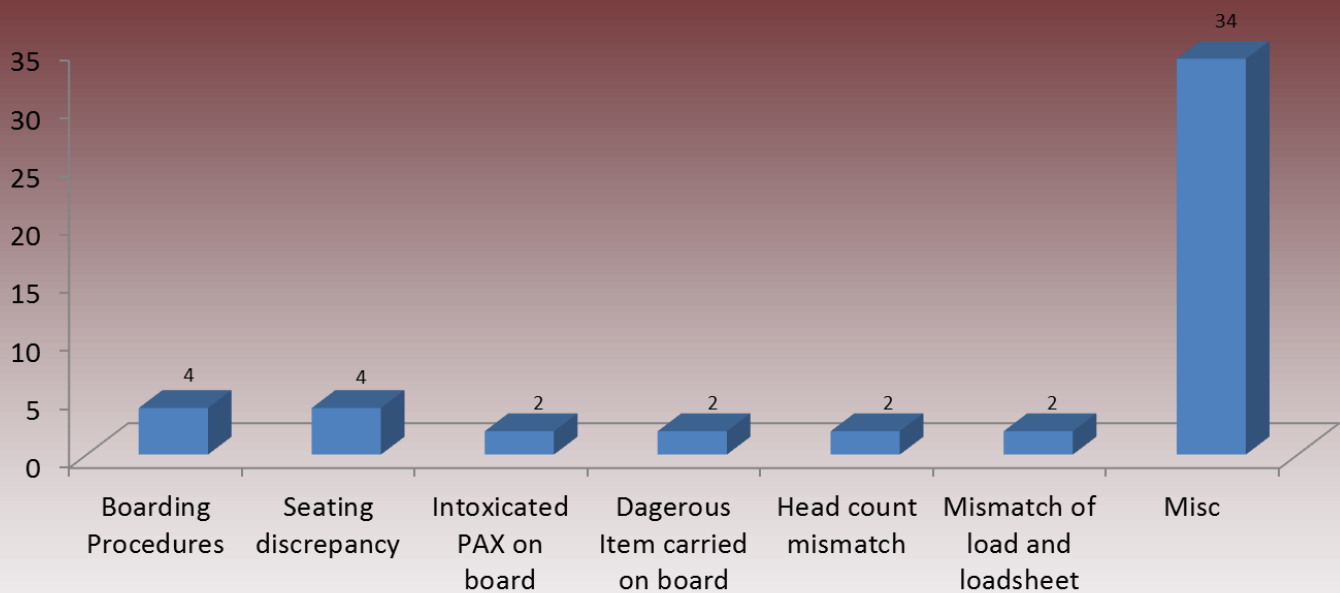 34
35
30
25
20
15
10
5
0
4
4
2
2
2
2
Boarding
Procedures
Seating
discrepancy
Intoxicated
PAX on
board
Dagerous
Item carried
on board
Head count
mismatch
Mismatch of
load and
loadsheet
Misc